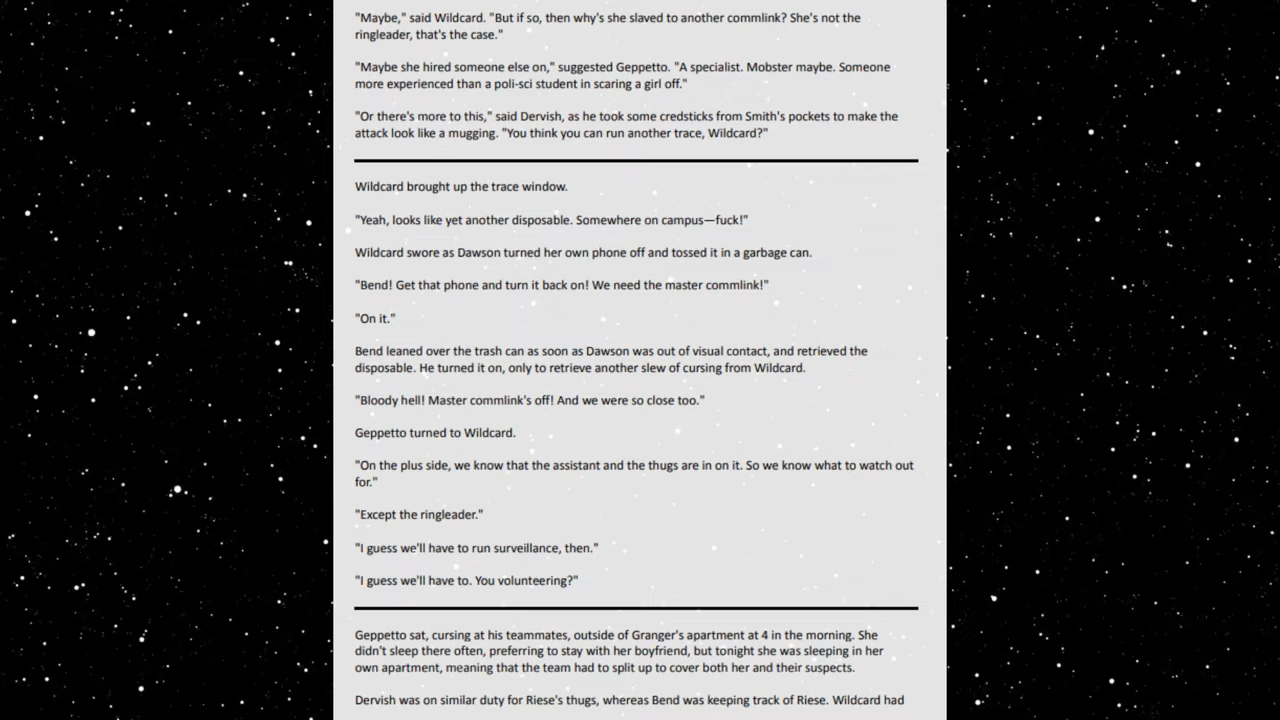 "Maybe," said Wildcard. "But if so, then why's she slaved to another commlink? She's not the
ringleader, that's the case."
"Maybe she hired someone else on," suggested Geppetto. "A specialist. Mobster maybe. Someone
more experienced than a poli-sci student in scaring a girl off."
"Or there's more to this," said Dervish, as he took some credsticks from Smith's pockets to make the
attack look like a mugging. "You think you can run another trace, Wildcard?"
Wildcard brought up the trace window.
"Yeah, looks like yet another disposable. Somewhere on campus—fuck!"
Wildcard swore as Dawson turned her own phone off and tossed it in a garbage can.
"Bend! Get that phone and turn it back on! We need the master commlink!"
"On it."
Bend leaned over the trash can as soon as Dawson was out of visual contact, and retrieved the
disposable. He turned it on, only to retrieve another slew of cursing from Wildcard.
"Bloody hell! Master commlink's off! And we were so close too."
Geppetto turned to Wildcard.
"On the plus side, we know that the assistant and the thugs are in on it. So we know what to watch out
for."
"Except the ringleader."
"I guess we'll have to run surveillance, then."
"I guess we'll have to. You volunteering?"
Geppetto sat, cursing at his teammates, outside of Granger's apartment at 4 in the morning. She
didn't sleep there often, preferring to stay with her boyfriend, but tonight she was sleeping in her
own apartment, meaning that the team had to split up to cover both her and their suspects.
Dervish was on similar duty for Riese's thugs, whereas Bend was keeping track of Riese. Wildcard had